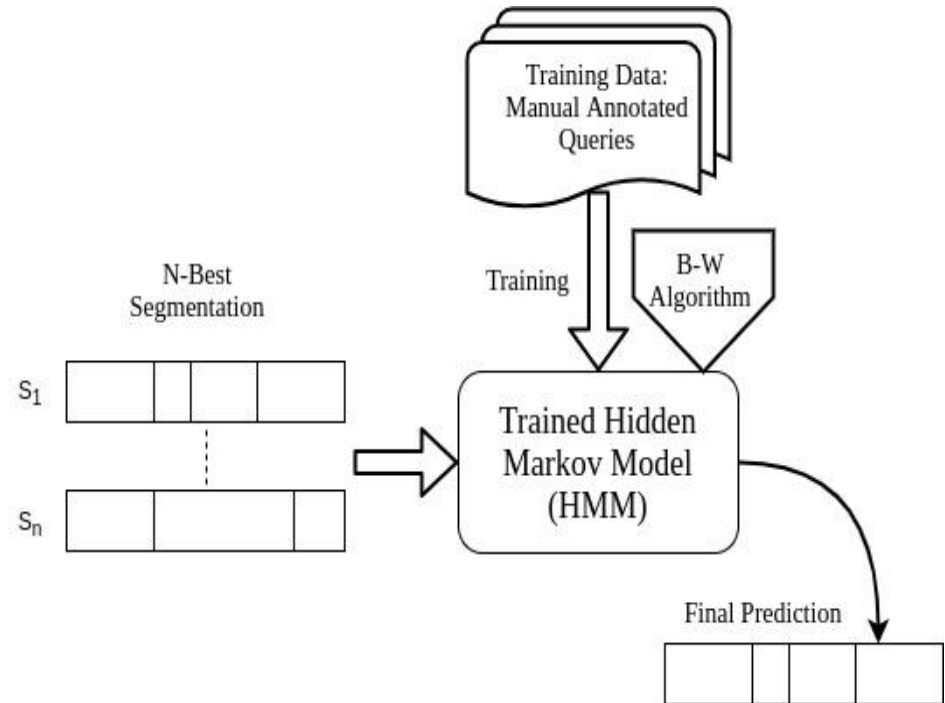 Training Data:
Manual Annotated
Queries
Training
B-W
Algorithm
N-Best
Segmentation
S1
Sn
Trained Hidden
Markov Model
(HMM)
Final Prediction